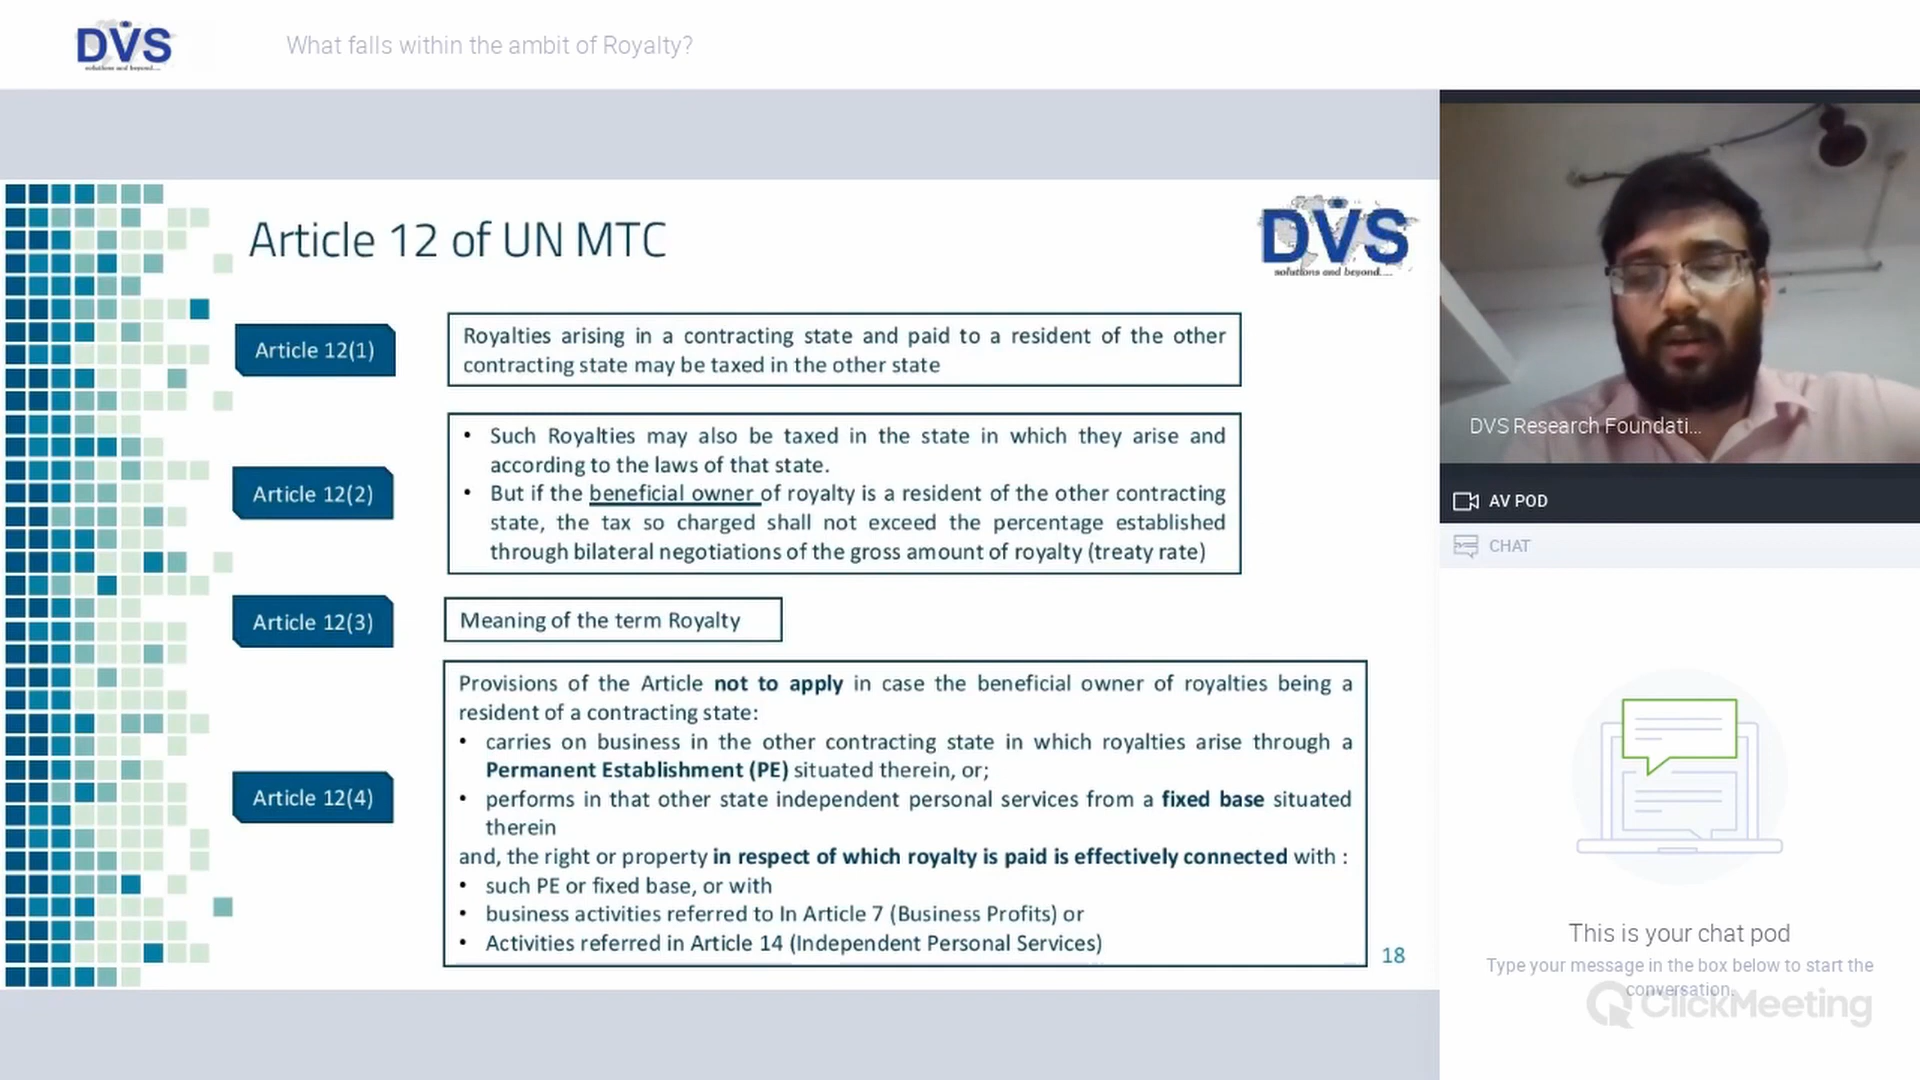 DVS
solutions and beyond....
What falls within the ambit of Royalty?
Article 12 of UN MTC
DVS
solutions and beyond....
Article 12(1)
Royalties arising in a contracting state and paid to a resident of the other
contracting state may be taxed in the other state
Article 12(2)
• Such Royalties may also be taxed in the state in which they arise and
according to the laws of that state.
• But if the beneficial owner of royalty is a resident of the other contracting
state, the tax so charged shall not exceed the percentage established
through bilateral negotiations of the gross amount of royalty (treaty rate)
Article 12(3)
Meaning of the term Royalty
Article 12(4)
Provisions of the Article not to apply in case the beneficial owner of royalties being a
resident of a contracting state:
• carries on business in the other contracting state in which royalties arise through a
Permanent Establishment (PE) situated therein, or;
• performs in that other state independent personal services from a fixed base situated
therein
and, the right or property in respect of which royalty is paid is effectively connected with :
• such PE or fixed base, or with
• business activities referred to In Article 7 (Business Profits) or
• Activities referred in Article 14 (Independent Personal Services)
18
DVS Research Foundati...
AV POD
CHAT
This is your chat pod
Type your message in the box below to start the
conversation.
ClickMeeting